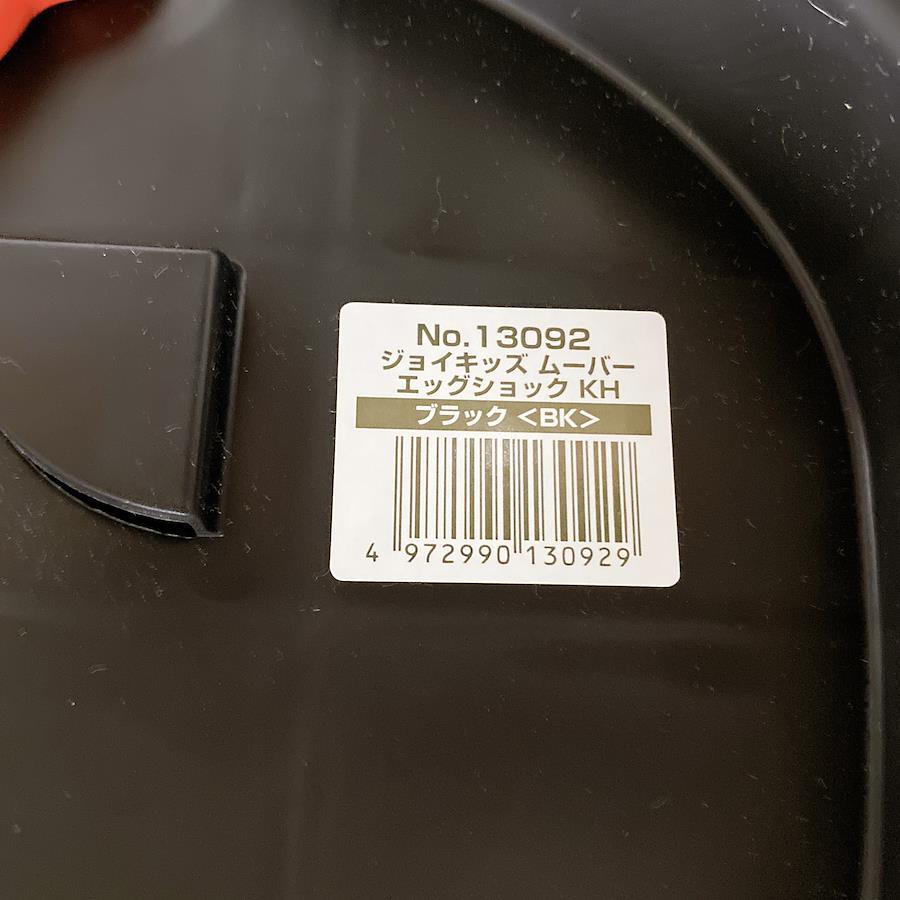 No.13092
ジョイキッズ ムーバー
エッグショック KH
ブラック <BK>
4 972990 130929